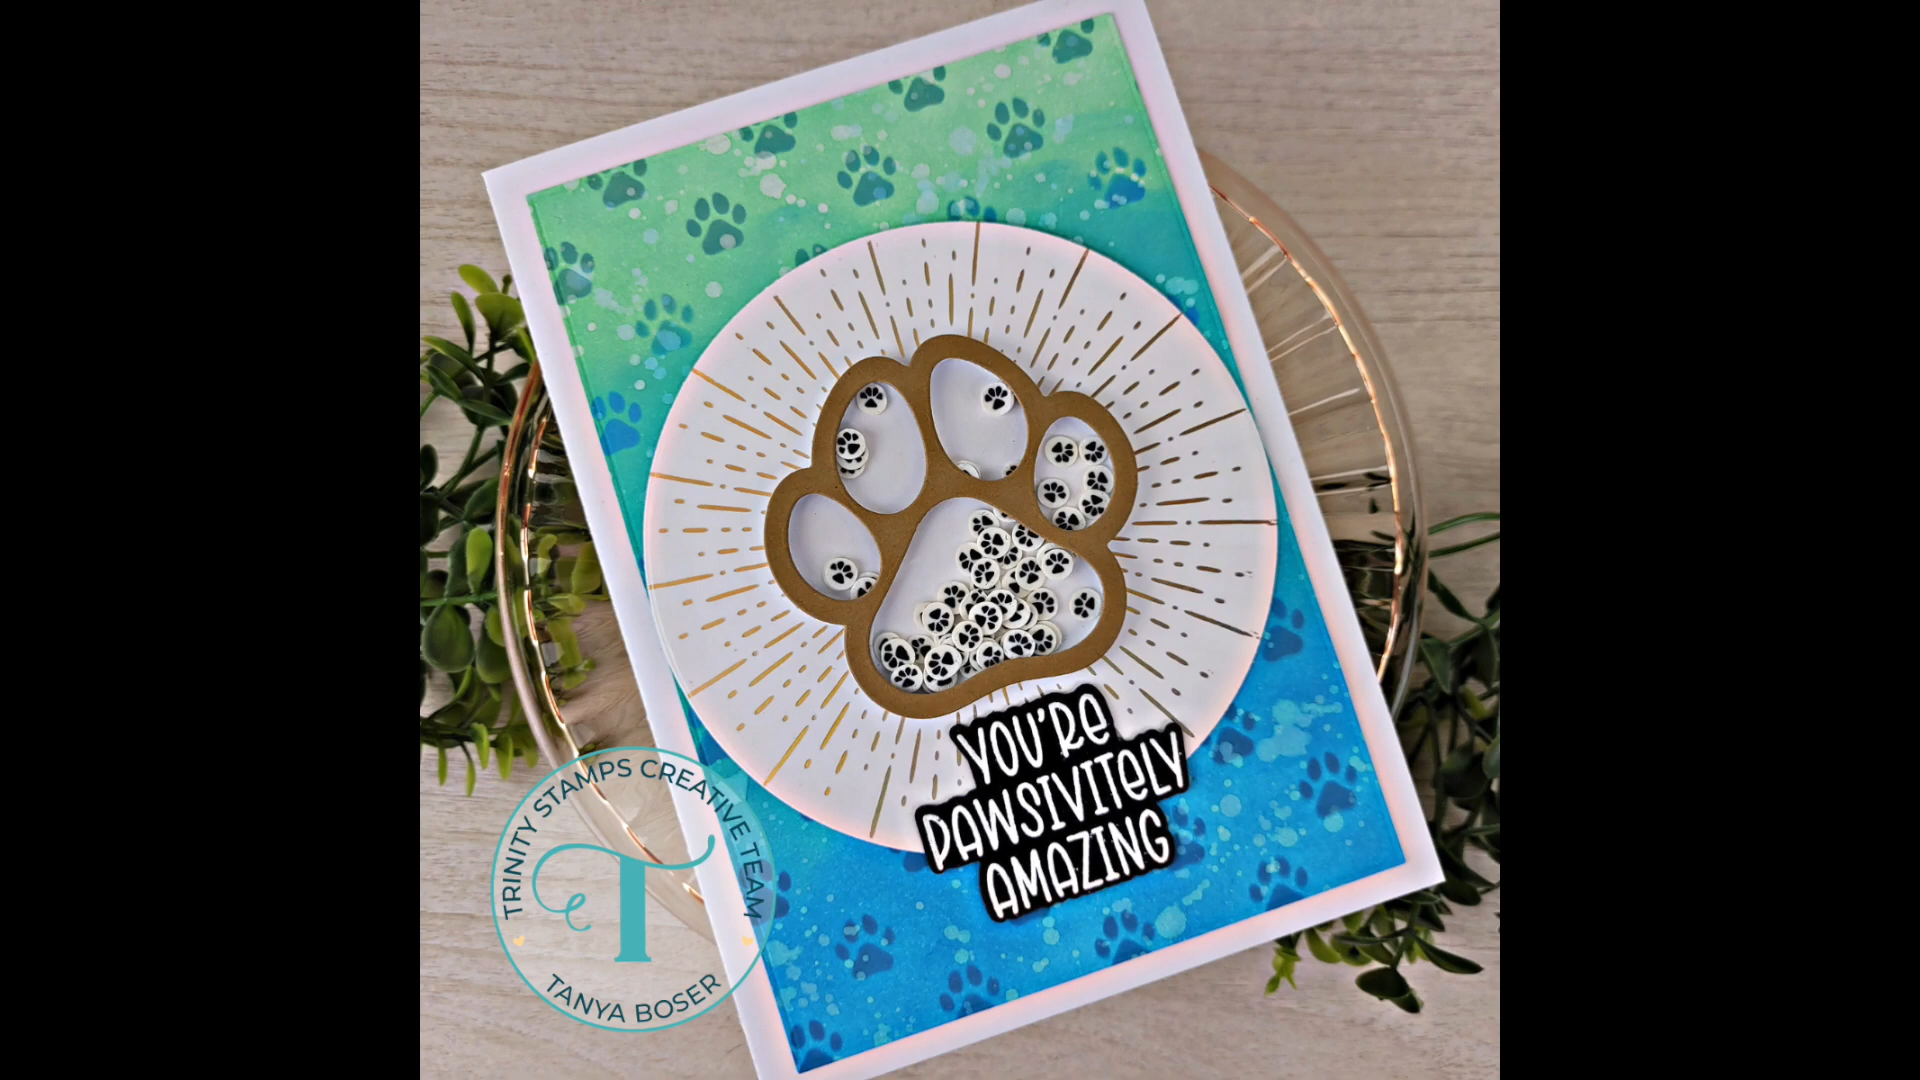 YOU'RE
PAWSIVITELY
AMAZING
TRINITY STAMPS CREATIVE TEAM
T
TANYA BOSER